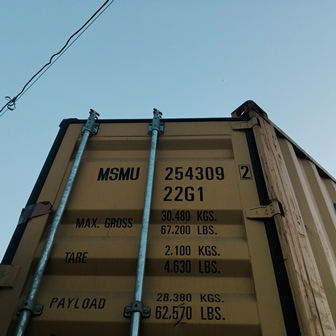 MSMU 254309 2
22G1
MAX. GROSS 30.480 KGS.
67.200 LBS.
TARE 2.100 KGS.
4.630 LBS.
PAYLOAD 28.380 KGS.
62.570 LBS.